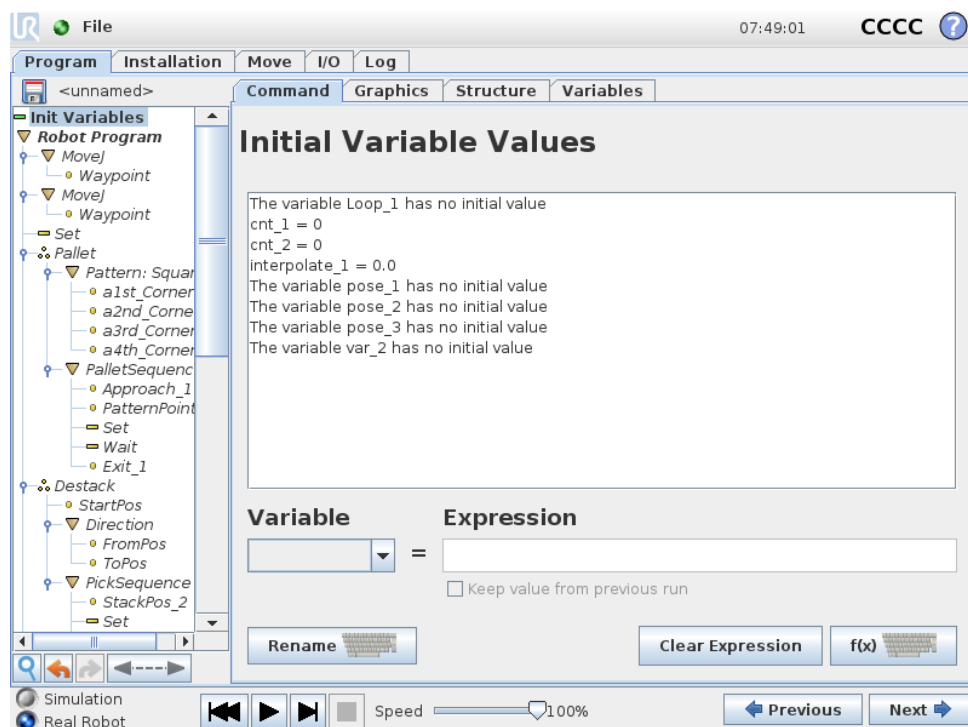 UR File 07:49:01 CCCC ?
Program Installation Move I/O Log
<unnamed> Command Graphics Structure Variables
Init Variables
Robot Program
MoveJ
Waypoint
MoveJ
Waypoint
Set
Pallet
Pattern: Squar
a1st_Corner
a2nd_Corne
a3rd_Corner
a4th_Corner
PalletSequenc
Approach_1
PatternPoint
Set
Wait
Exit_1
Destack
StartPos
Direction
FromPos
ToPos
PickSequence
StackPos_2
Set
Initial Variable Values
The variable Loop_1 has no initial value
cnt_1 = 0
cnt_2 = 0
interpolate_1 = 0.0
The variable pose_1 has no initial value
The variable pose_2 has no initial value
The variable pose_3 has no initial value
The variable var_2 has no initial value
Variable Expression
=
Keep value from previous run
Rename Clear Expression f(x)
Simulation
Real Robot
Speed 100% Previous Next